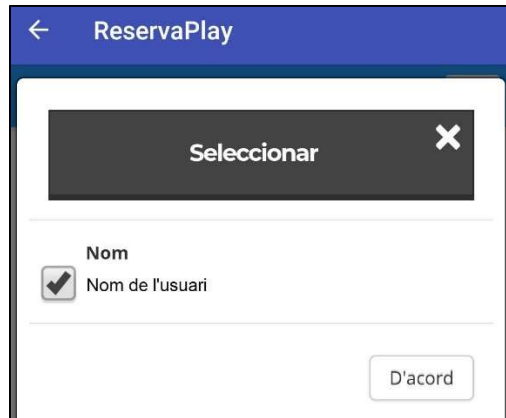 ReservaPlay
Seleccionar
Nom
Nom de l'usuari
D'acord